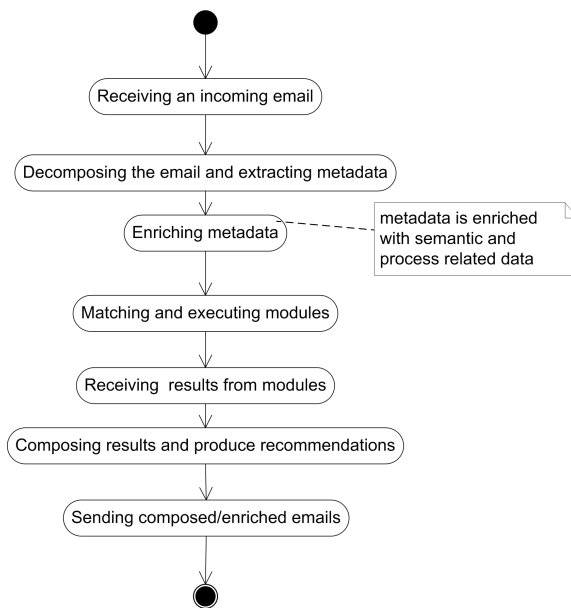 Receiving an incoming email
Decomposing the email and extracting metadata
Enriching metadata
metadata is enriched
with semantic and
process related data
Matching and executing modules
Receiving  results from modules
Composing results and produce recommendations
Sending composed/enriched emails